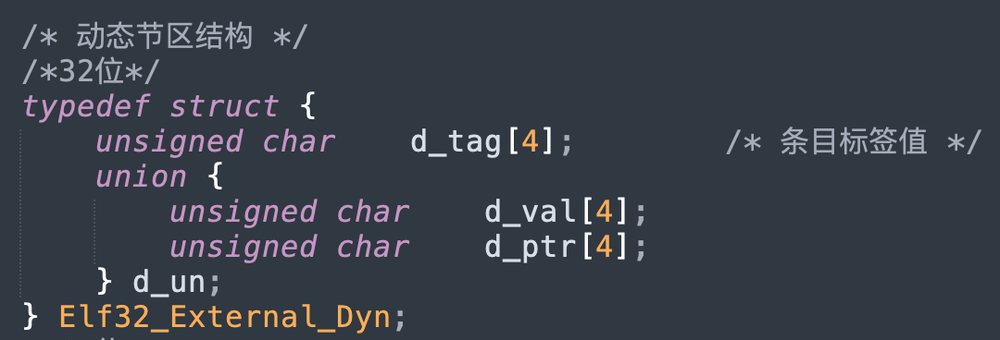 /* 动态节区结构 */
/*32位*/
typedef struct {
    unsigned char    d_tag[4];        /* 条目标签值 */
    union {
        unsigned char    d_val[4];
        unsigned char    d_ptr[4];
    } d_un;
} Elf32_External_Dyn;